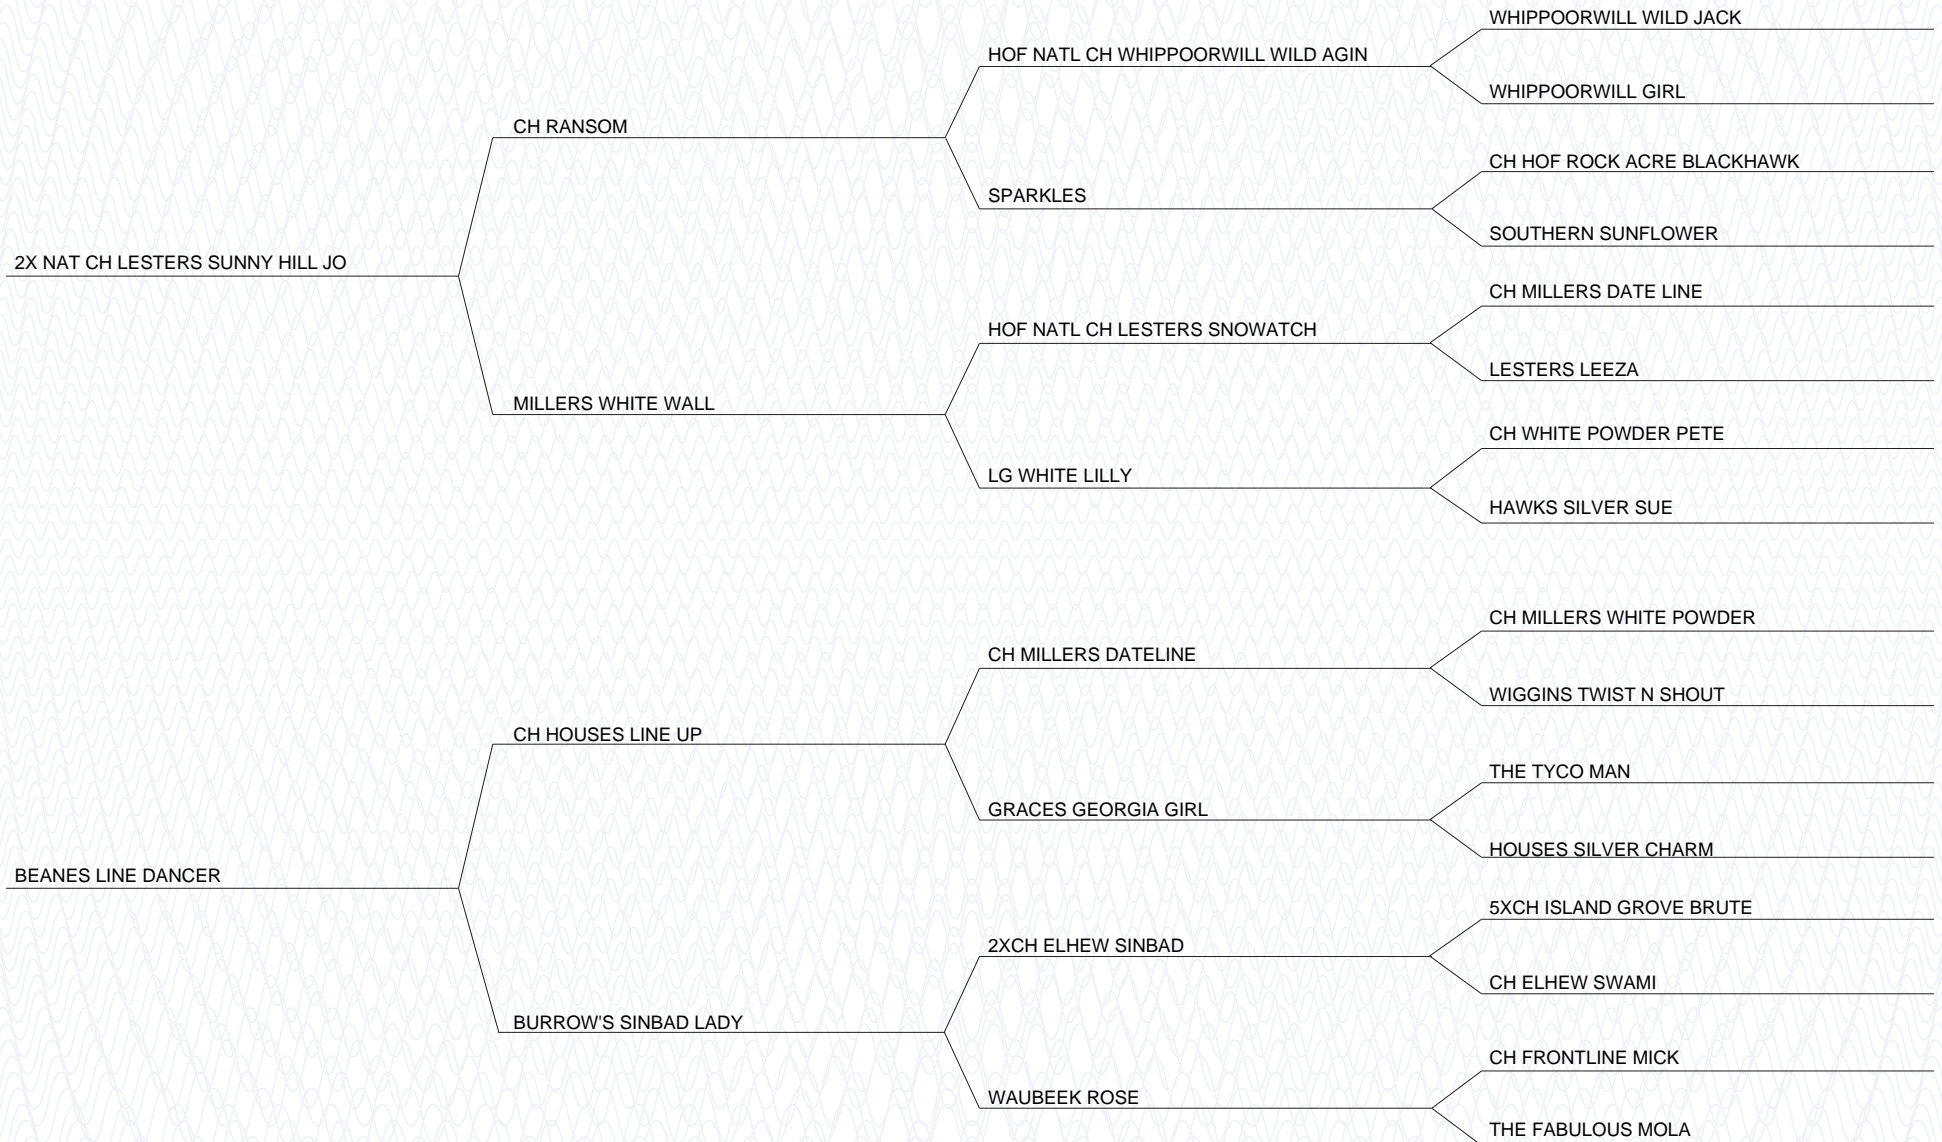 WHIPPOORWILL WILD JACK
HOF NATL CH WHIPPOORWILL WILD AGIN
WHIPPOORWILL GIRL
CH RANSOM
CH HOF ROCK ACRE BLACKHAWK
SPARKLES
SOUTHERN SUNFLOWER
2X NAT CH LESTERS SUNNY HILL JO
CH MILLERS DATE LINE
HOF NATL CH LESTERS SNOWATCH
LESTERS LEEZA
MILLERS WHITE WALL
CH WHITE POWDER PETE
LG WHITE LILLY
HAWKS SILVER SUE
CH MILLERS WHITE POWDER
CH MILLERS DATELINE
WIGGINS TWIST N SHOUT
CH HOUSES LINE UP
THE TYCO MAN
GRACES GEORGIA GIRL
HOUSES SILVER CHARM
BEANES LINE DANCER
5XCH ISLAND GROVE BRUTE
2XCH ELHEW SINBAD
CH ELHEW SWAMI
BURROW'S SINBAD LADY
CH FRONTLINE MICK
WAUBEEK ROSE
THE FABULOUS MOLA